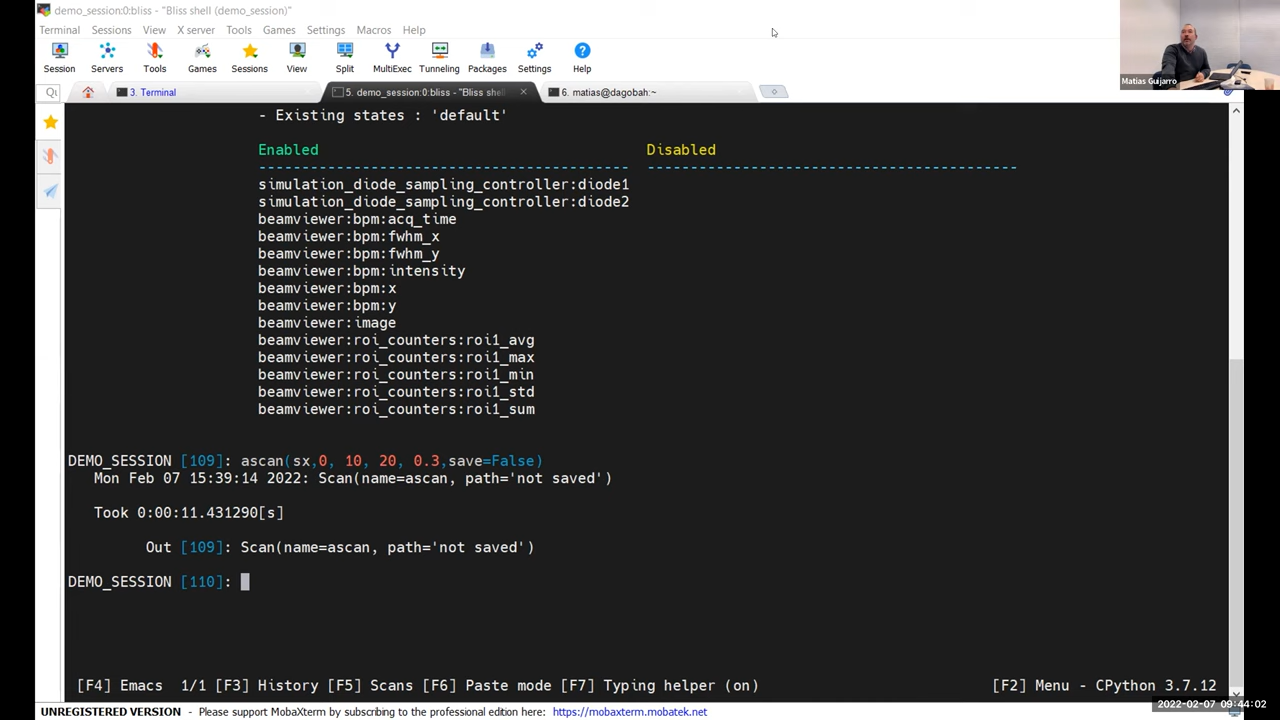 demo_session:0:bliss - "Bliss shell (demo_session)"
Terminal Sessions View X server Tools Games Settings Macros Help
Session Servers Tools Games Sessions View Split MultiExec Tunneling Packages Settings Help
Matias Guijarro
3. Terminal 5. demo_session:0:bliss - "Bliss shell 6. matias@dagobah:~
- Existing states : 'default'
Enabled Disabled
simulation_diode_sampling_controller:diode1
simulation_diode_sampling_controller:diode2
beamviewer:bpm:acq_time
beamviewer:bpm:fwhm_x
beamviewer:bpm:fwhm_y
beamviewer:bpm:intensity
beamviewer:bpm:x
beamviewer:bpm:y
beamviewer:image
beamviewer:roi_counters:roi1_avg
beamviewer:roi_counters:roi1_max
beamviewer:roi_counters:roi1_min
beamviewer:roi_counters:roi1_std
beamviewer:roi_counters:roi1_sum
DEMO_SESSION [109]: ascan(sx,0, 10, 20, 0.3,save=False)
Mon Feb 07 15:39:14 2022: Scan(name=ascan, path='not saved')
Took 0:00:11.431290[s]
Out [109]: Scan(name=ascan, path='not saved')
DEMO_SESSION [110]:
[F4] Emacs 1/1 [F3] History [F5] Scans [F6] Paste mode [F7] Typing helper (on) [F2] Menu - CPython 3.7.12
UNREGISTERED VERSION - Please support MobaXterm by subscribing to the professional edition here: https://mobaxterm.mobatek.net
2022-02-07 09:44:02